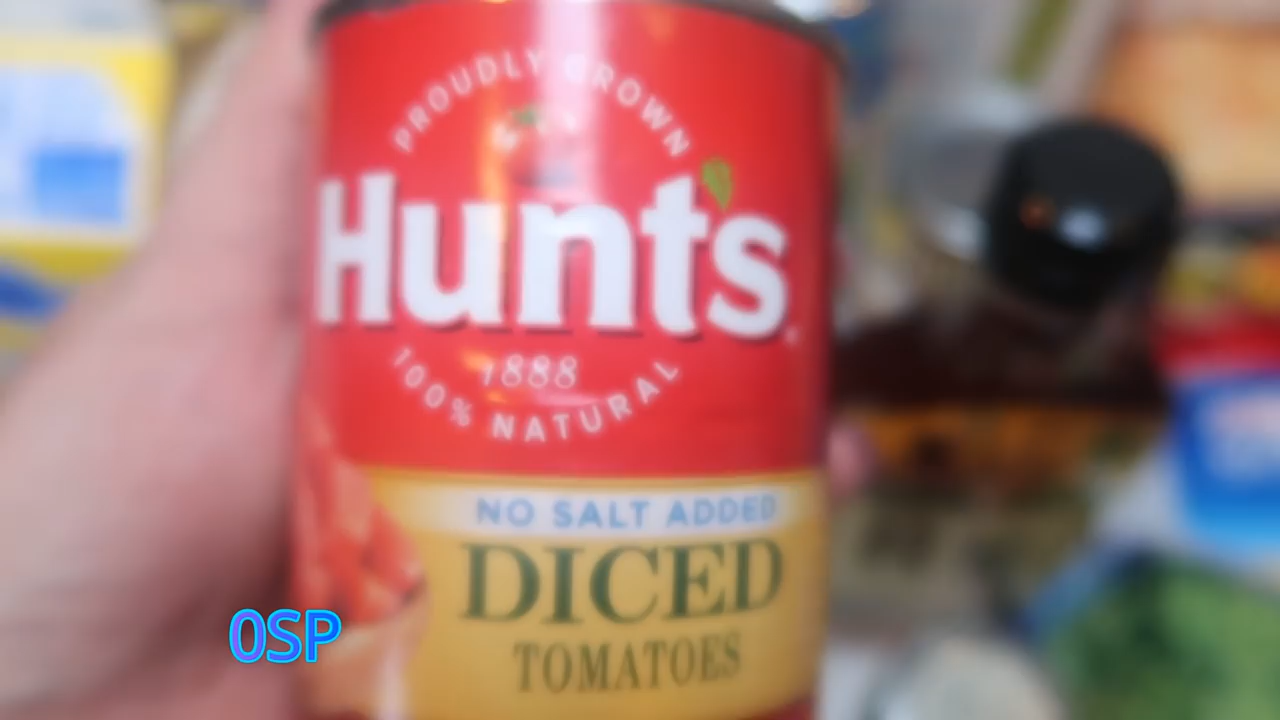 PROUDLY GROWN
Hunt's
1888
100% NATURAL
NO SALT ADDED
DICED
TOMATOES
OSP